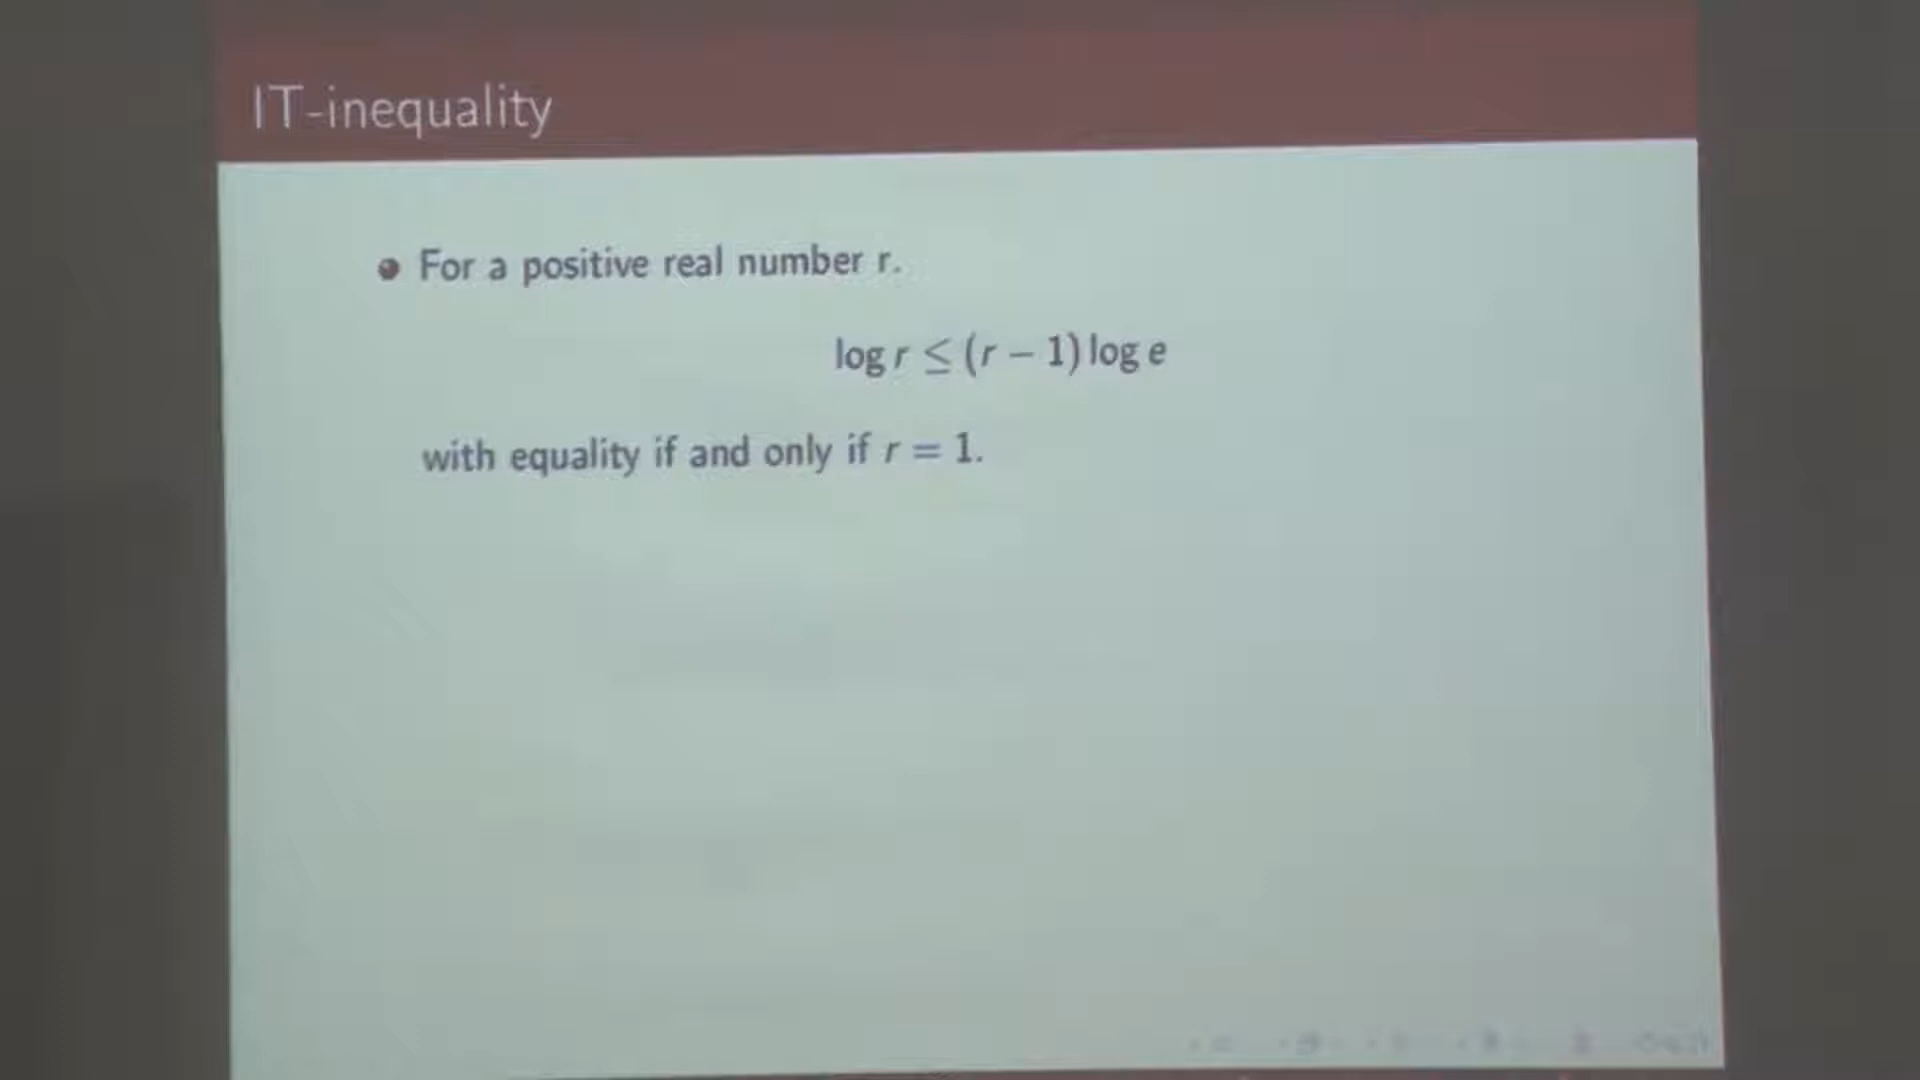 IT-inequality
For a positive real number r.
log r ≤ (r − 1) log e
with equality if and only if r = 1.